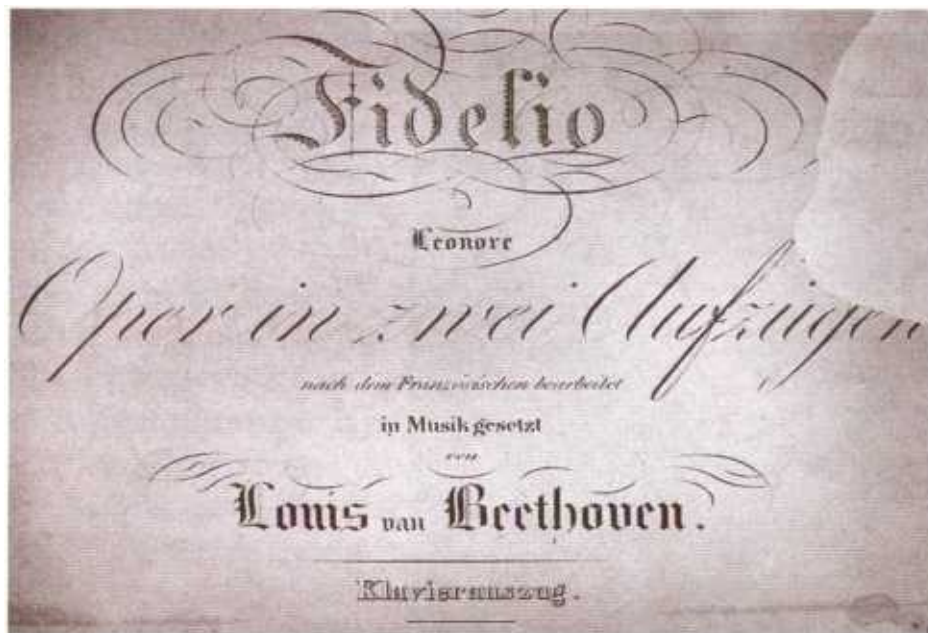 Fidelio
Leonore
Oper in zwei Aufzügen
nach dem Französischen bearbeitet
in Musik gesetzt
von
Louis van Beethoven.
Klavierauszug.